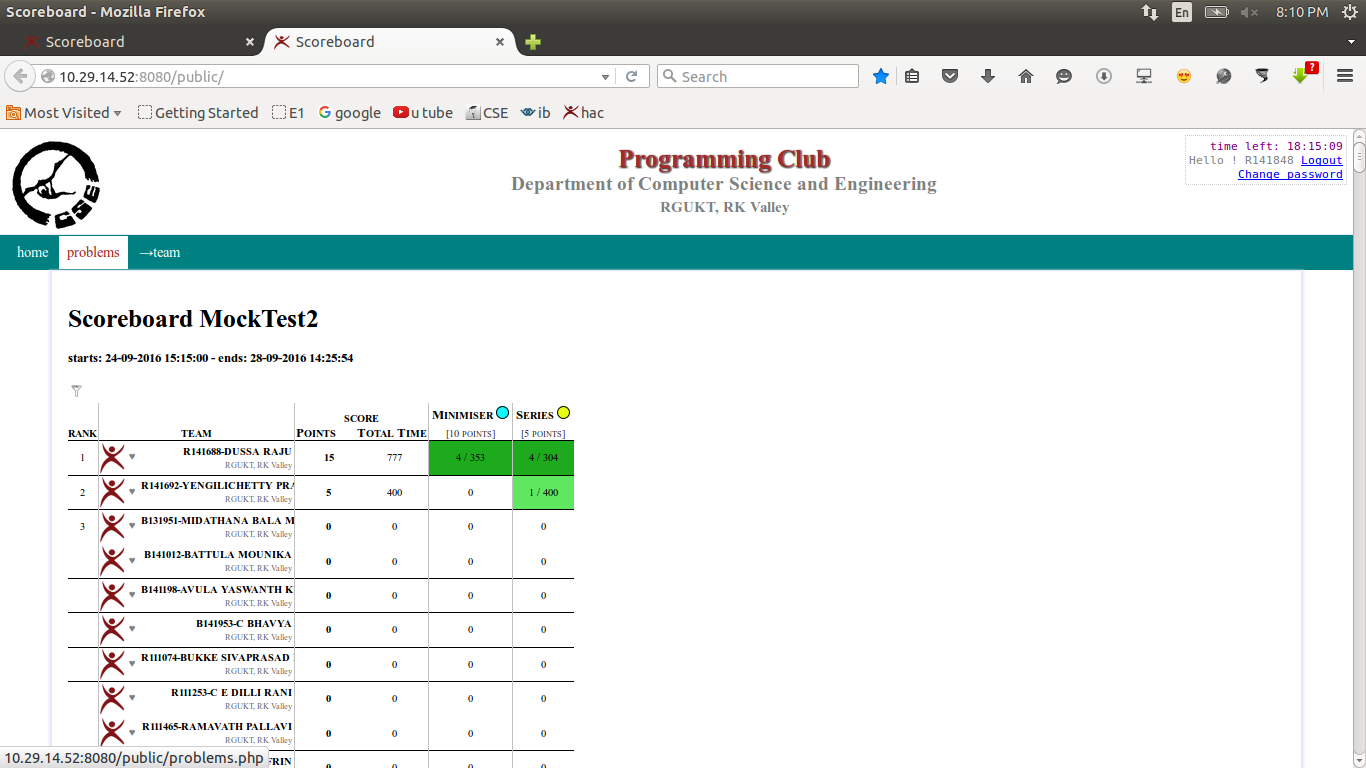 Scoreboard - Mozilla Firefox
En
8:10 PM
Scoreboard
Scoreboard
10.29.14.52:8080/public/
Search
?
Most Visited
Getting Started
E1
google
u tube
CSE
ib
hac
CSE
Programming Club
Department of Computer Science and Engineering
RGUKT, RK Valley
time left: 18:15:09
Hello ! R141848 Logout
Change password
home
problems
→team
Scoreboard MockTest2
starts: 24-09-2016 15:15:00 - ends: 28-09-2016 14:25:54
RANK TEAM SCORE MINIMISER SERIES
POINTS TOTAL TIME [10 POINTS] [5 POINTS]
1 R141688-DUSSA RAJU 15 777 4 / 353 4 / 304
RGUKT, RK Valley
2 R141692-YENGILICHETTY PRA 5 400 0 1 / 400
RGUKT, RK Valley
3 B131951-MIDATHANA BALA M 0 0 0 0
RGUKT, RK Valley
B141012-BATTULA MOUNIKA 0 0 0 0
RGUKT, RK Valley
B141198-AVULA YASWANTH K 0 0 0 0
RGUKT, RK Valley
B141953-C BHAVYA 0 0 0 0
RGUKT, RK Valley
R111074-BUKKE SIVAPRASAD 0 0 0 0
RGUKT, RK Valley
R111253-C E DILLI RANI 0 0 0 0
RGUKT, RK Valley
R111465-RAMAVATH PALLAVI 0 0 0 0
RGUKT, RK Valley
FRIN 0 0 0 0
10.29.14.52:8080/public/problems.php